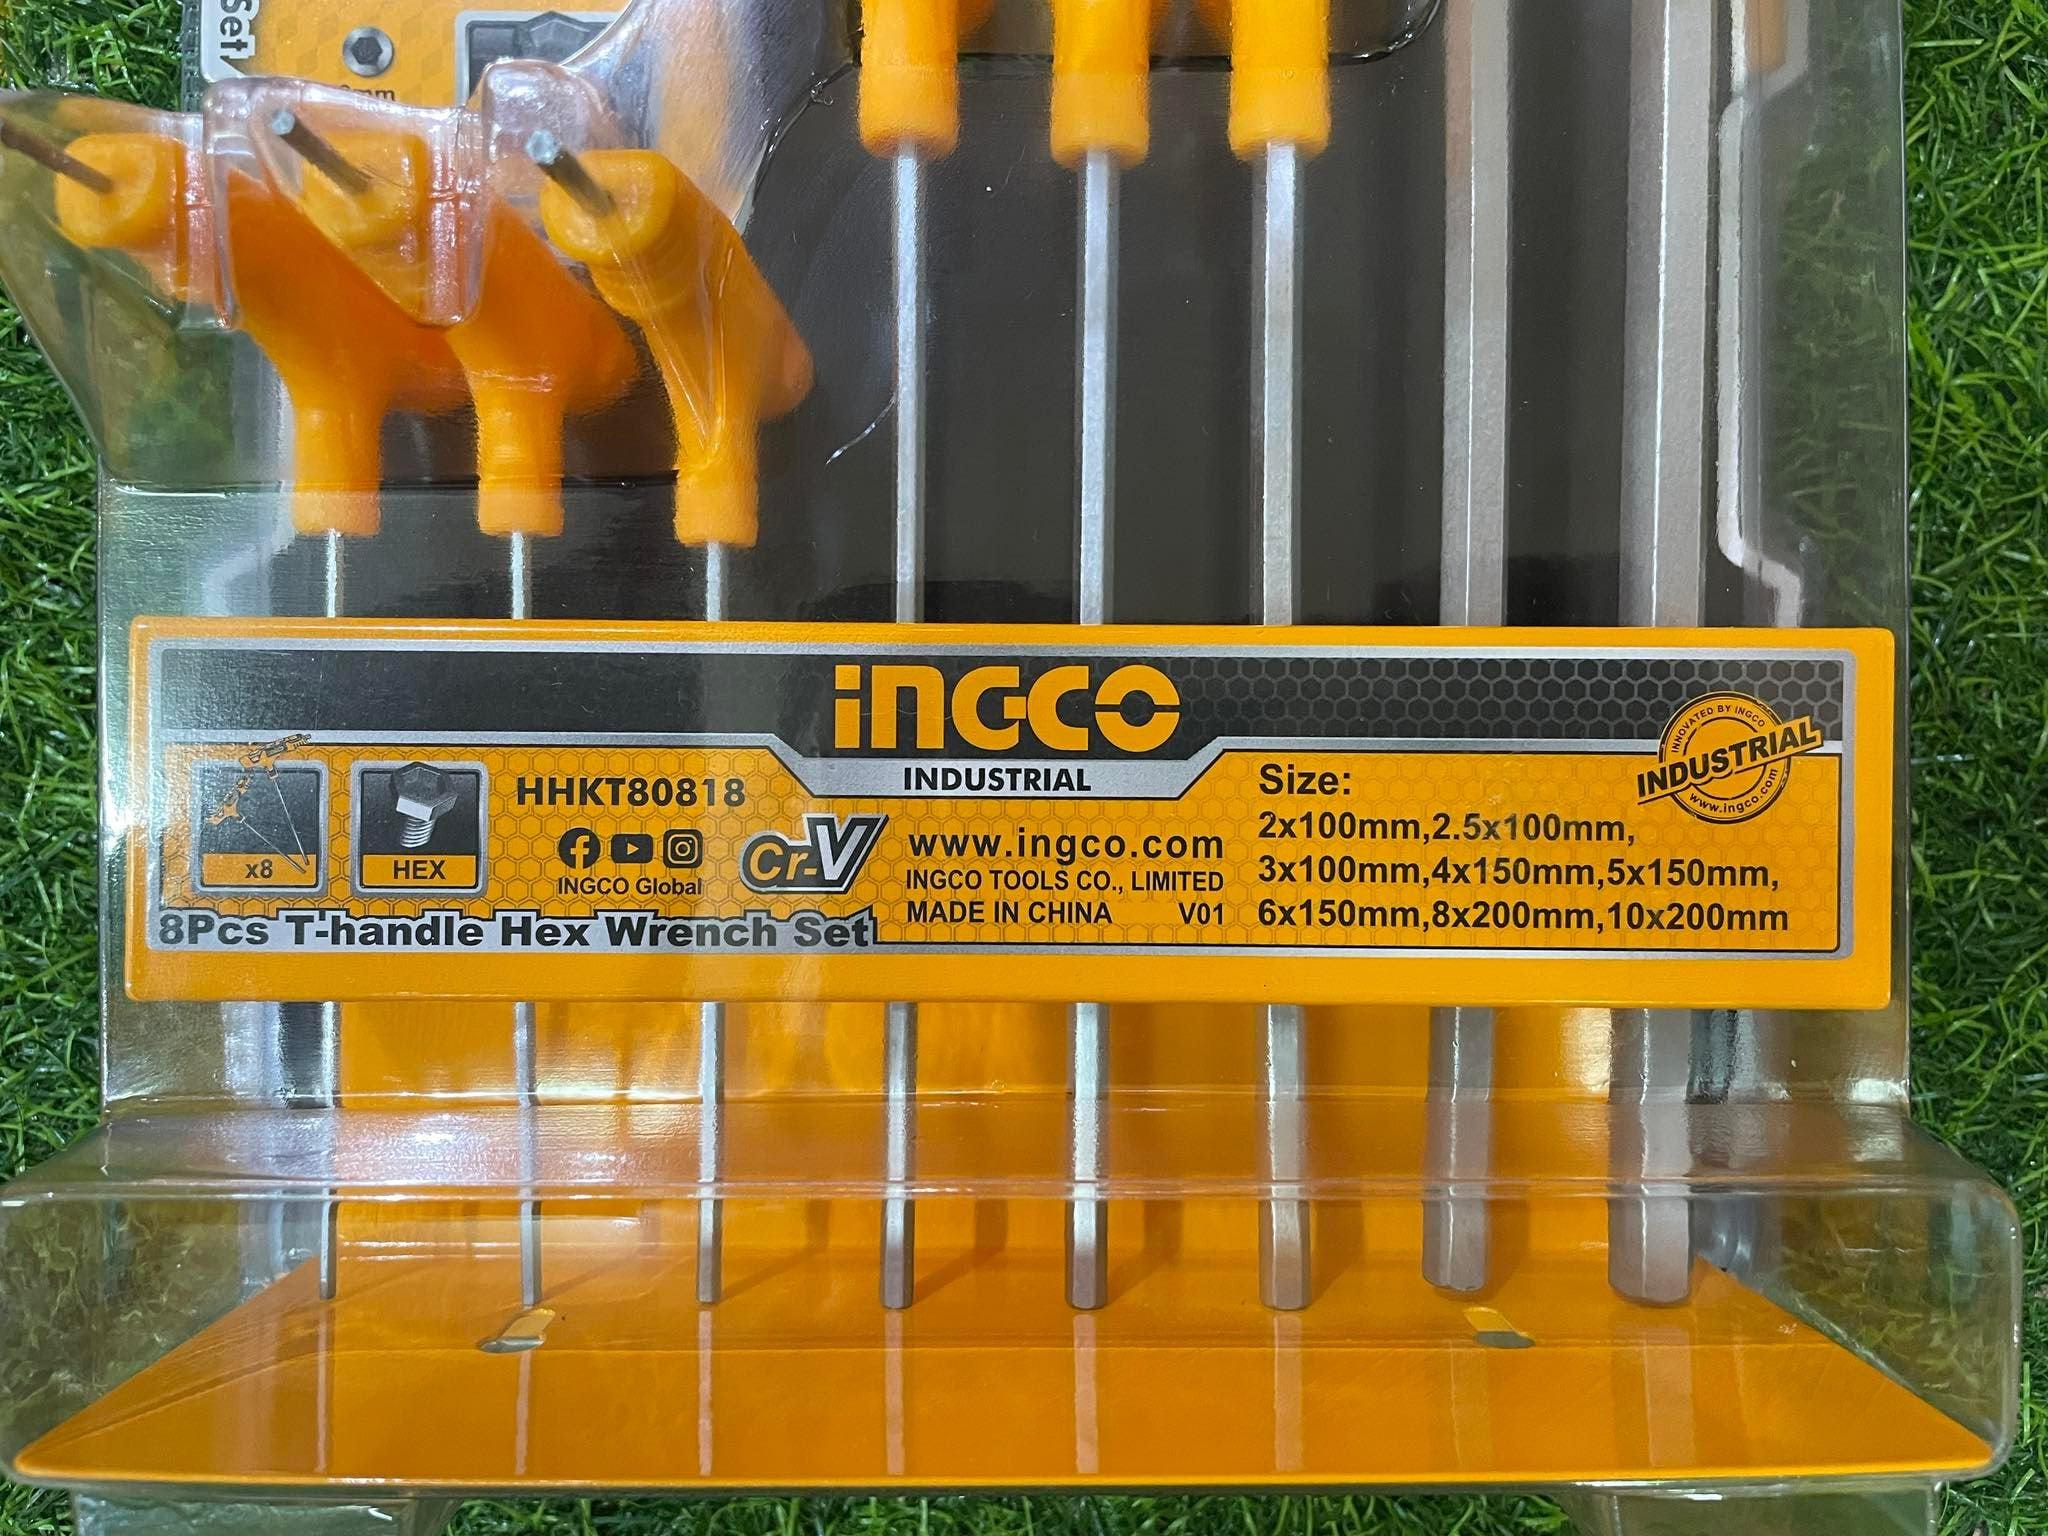 Set
mm
iNGCO
INDUSTRIAL
INNOVATED BY INGCO
INDUSTRIAL
www.ingco.com
x8
HEX
HHKT80818
INGCO Global
Cr-V
8Pcs T-handle Hex Wrench Set
www.ingco.com
INGCO TOOLS CO., LIMITED
MADE IN CHINA V01
Size:
2x100mm,2.5x100mm,
3x100mm,4x150mm,5x150mm,
6x150mm,8x200mm,10x200mm